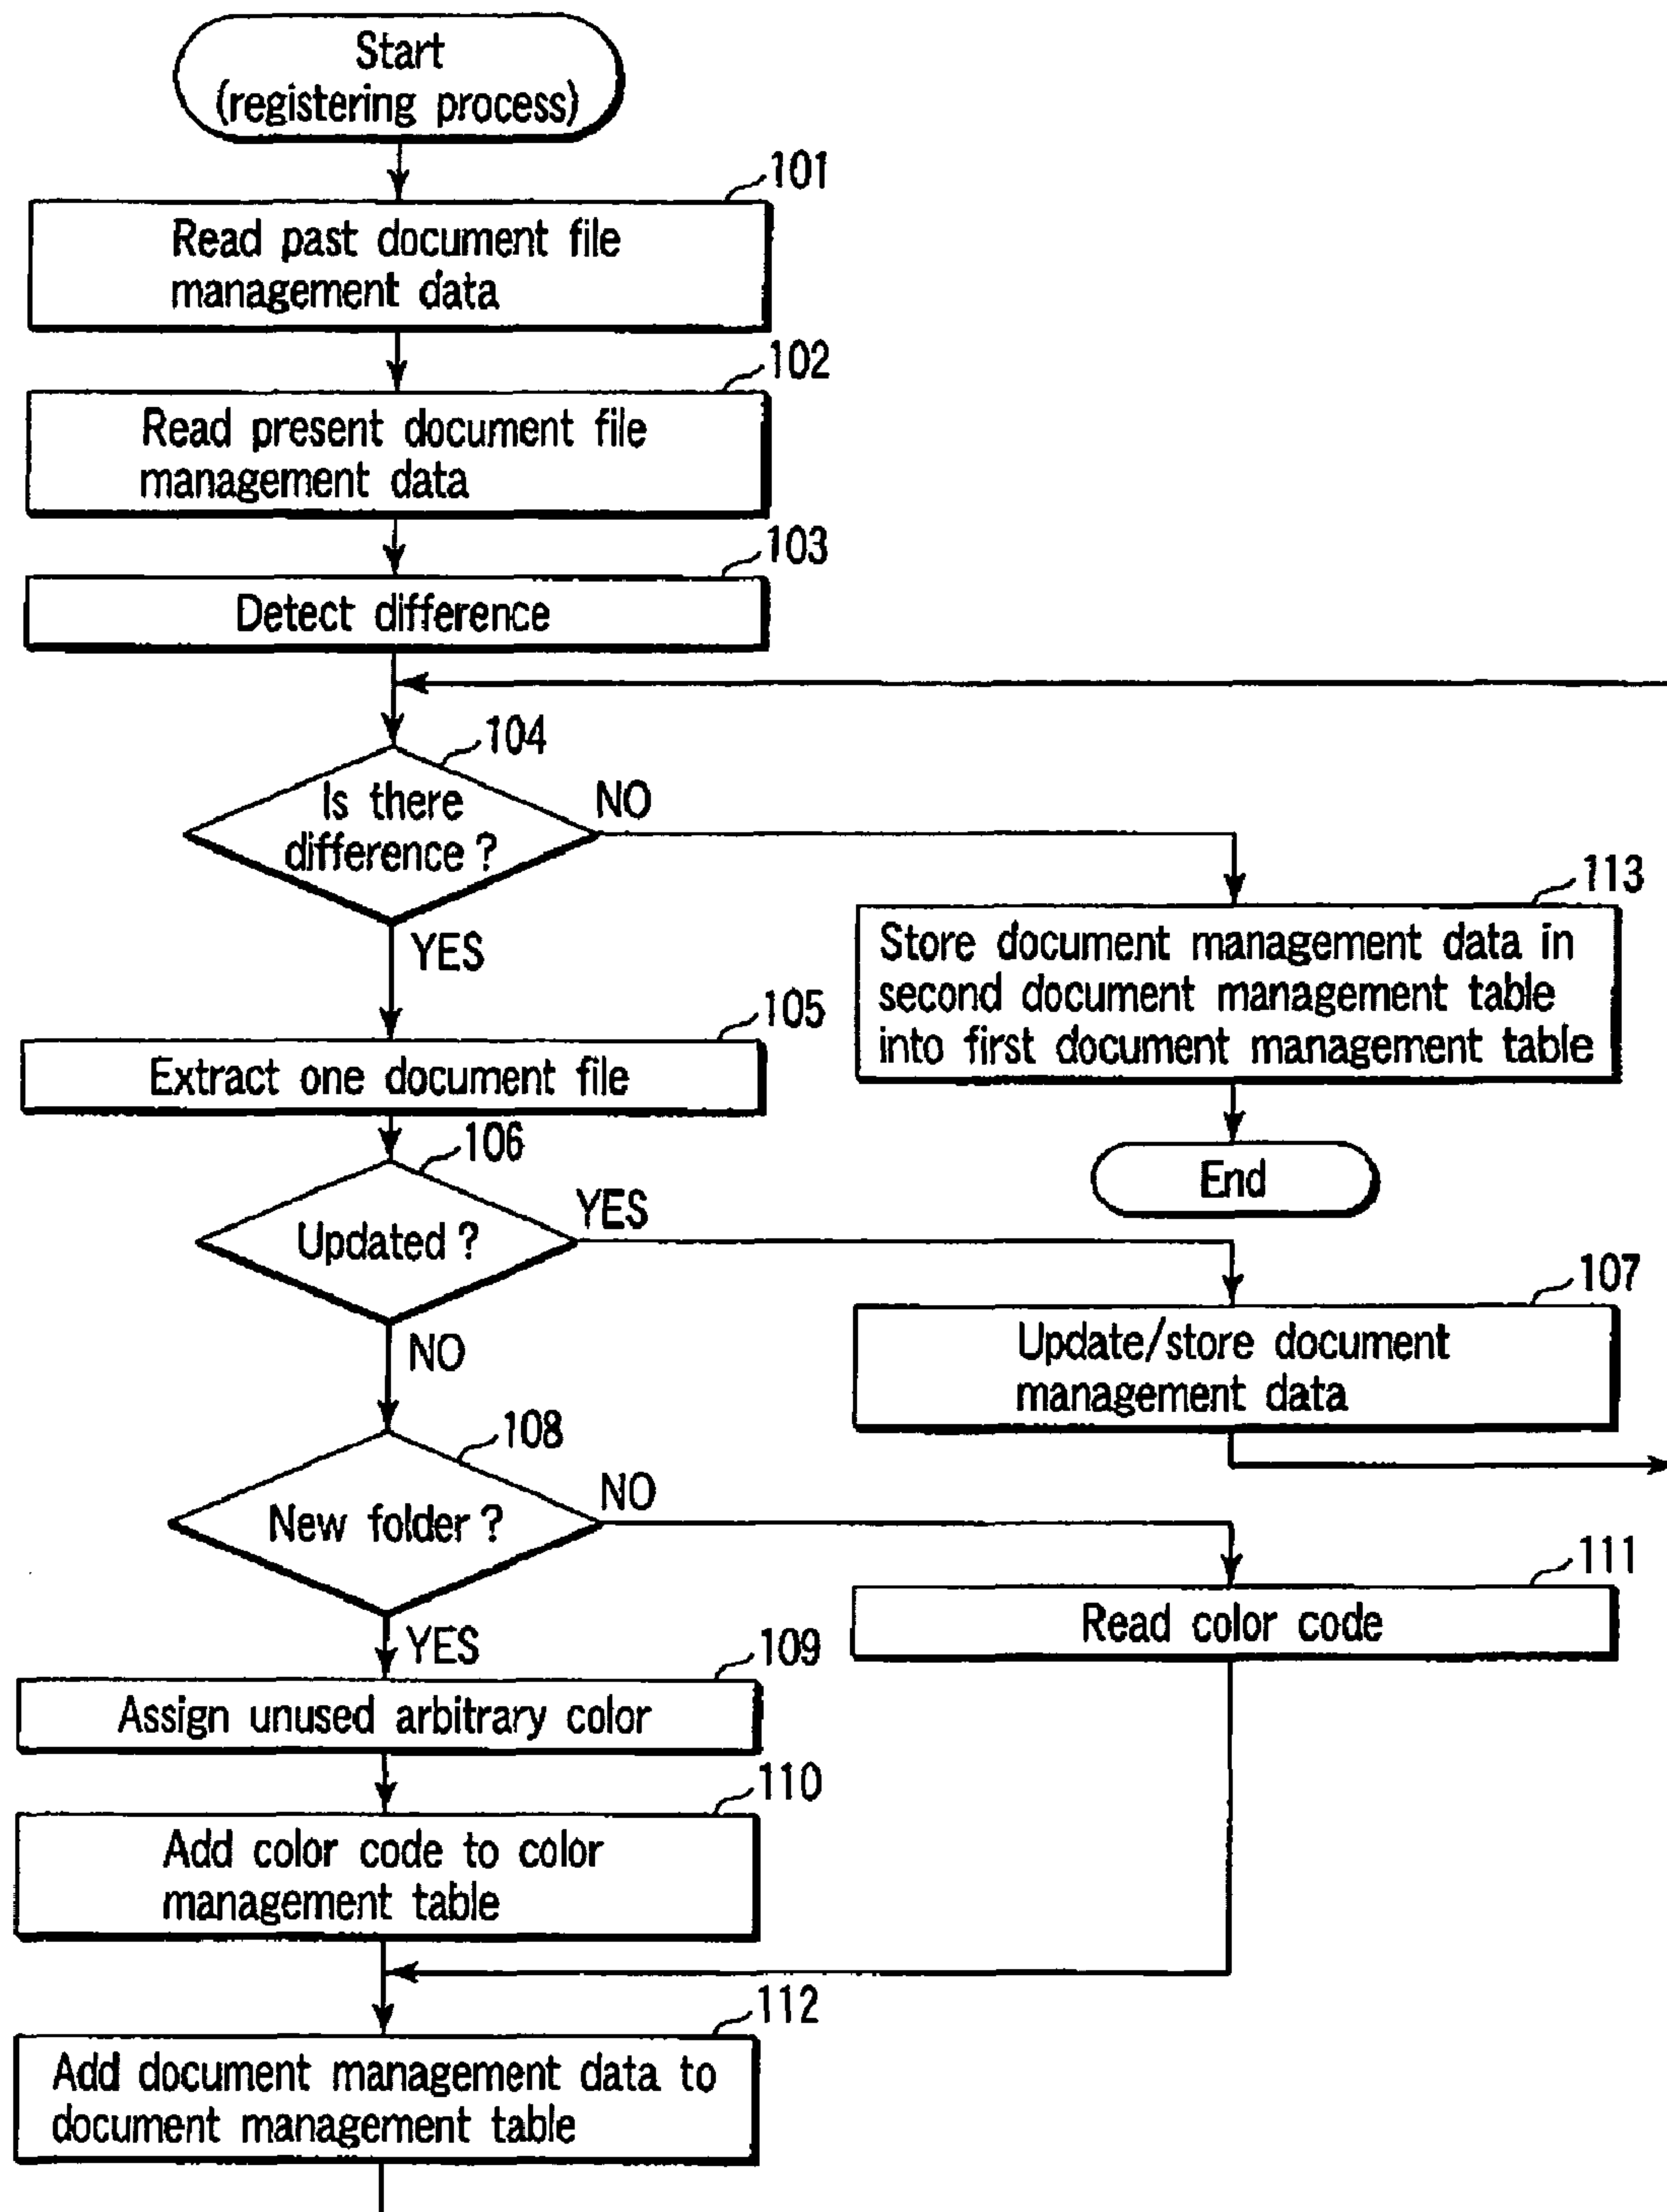 Start
(registering process)
101
Read past document file
management data
102
Read present document file
management data
103
Detect difference
104
Is there
difference ?
NO
YES
113
Store document management data in
second document management table
into first document management table
End
105
Extract one document file
106
Updated ?
YES
NO
107
Update/store document
management data
108
New folder ?
NO
YES
111
Read color code
109
Assign unused arbitrary color
110
Add color code to color
management table
112
Add document management data to
document management table